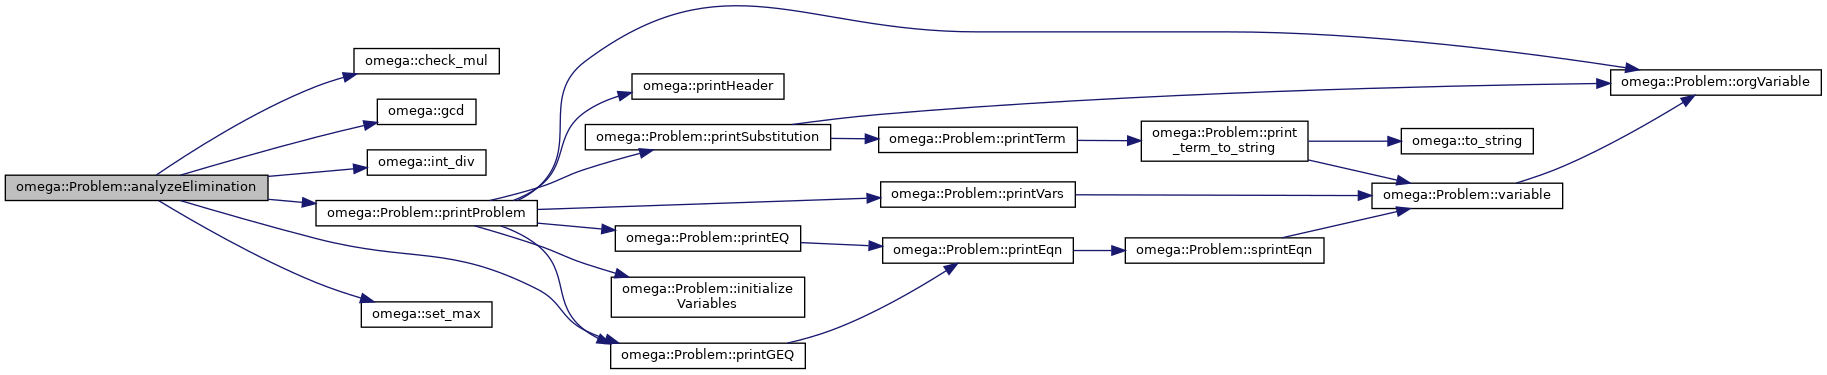 omega::Problem::analyzeElimination
omega::check_mul
omega::gcd
omega::int_div
omega::Problem::printProblem
omega::set_max
omega::printHeader
omega::Problem::printSubstitution
omega::Problem::printEQ
omega::Problem::initialize
Variables
omega::Problem::printGEQ
omega::Problem::printTerm
omega::Problem::printVars
omega::Problem::printEqn
omega::Problem::print
_term_to_string
omega::Problem::sprintEqn
omega::to_string
omega::Problem::variable
omega::Problem::orgVariable